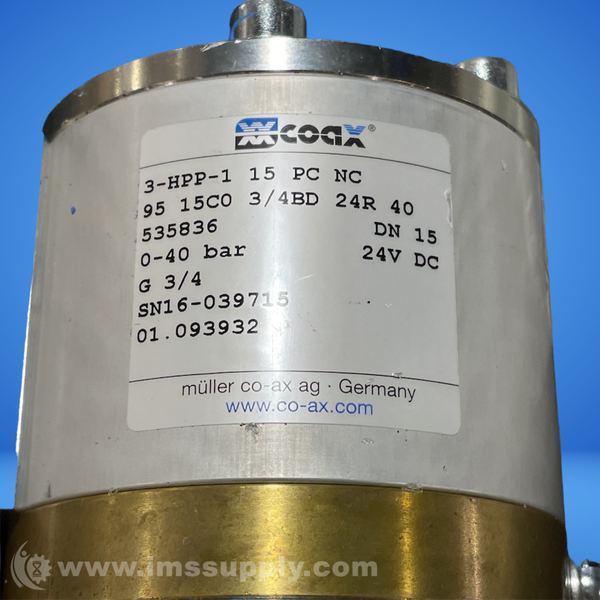 coax®
3-HPP-1 15 PC NC
95 15C0 3/4BD 24R 40
535836 DN 15
0-40 bar 24V DC
G 3/4
SN16-039715
01.093932
müller co-ax ag · Germany
www.co-ax.com
www.imssupply.com